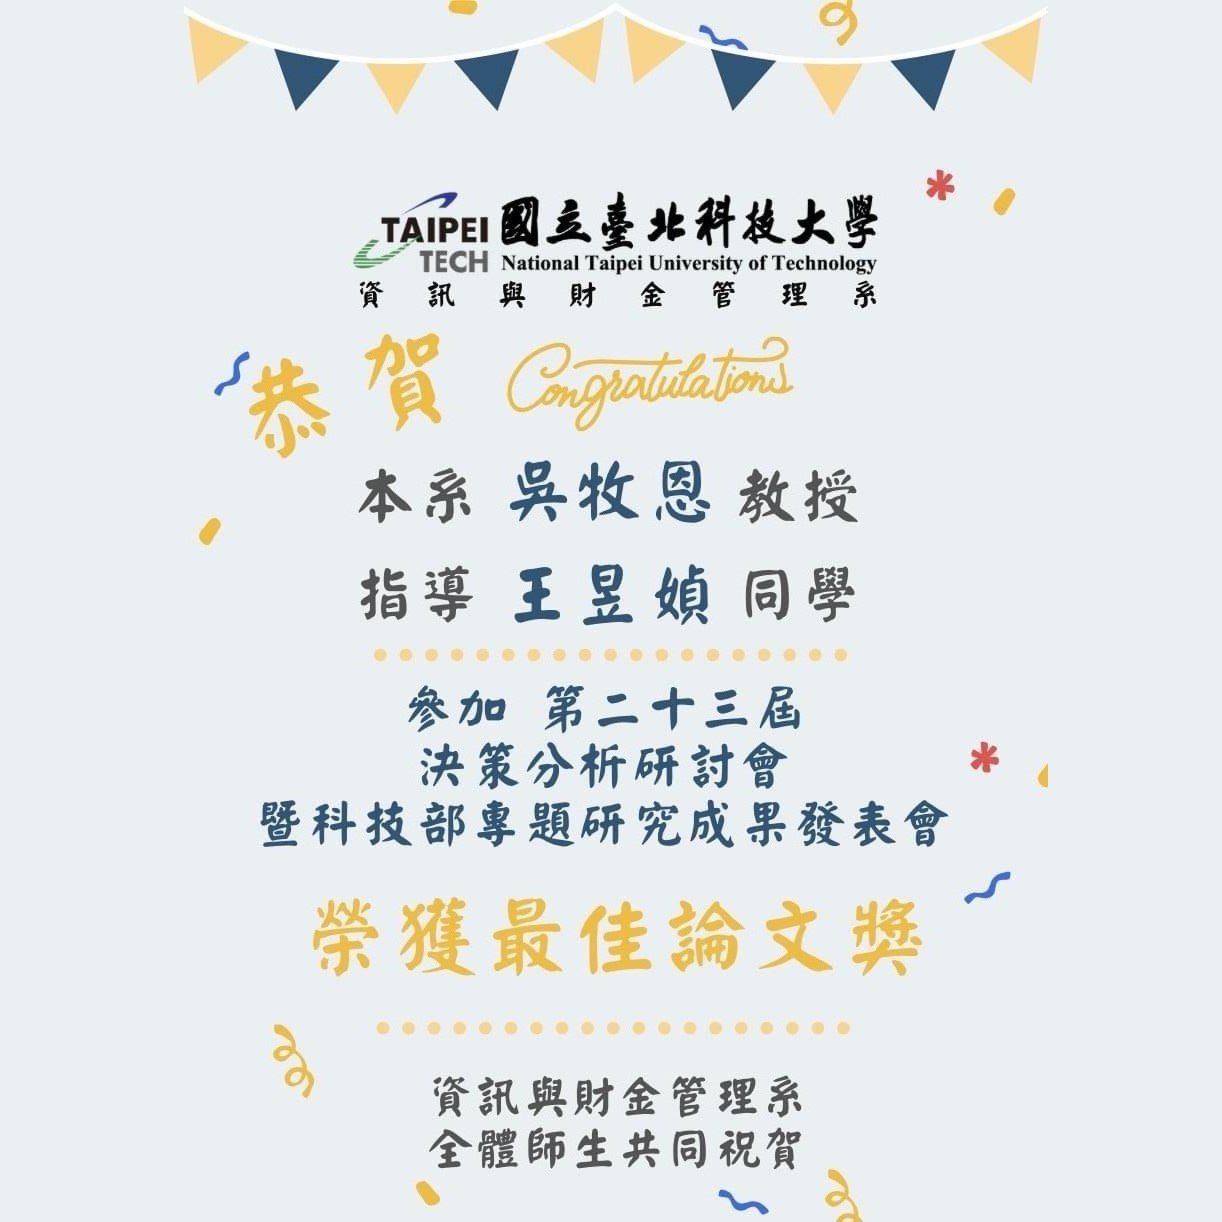 TAIPEI TECH 國立臺北科技大學
National Taipei University of Technology
資訊與財金管理系
恭賀 Congratulations
本系 吳牧恩 教授
指導 王昱媜 同學
參加 第二十三屆
決策分析研討會
暨科技部專題研究成果發表會
榮獲最佳論文獎
資訊與財金管理系
全體師生共同祝賀